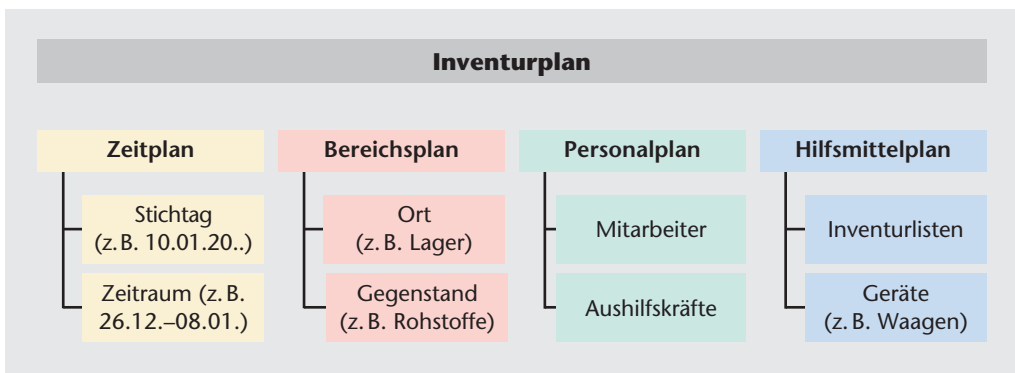 Inventurplan
Zeitplan
Stichtag
(z. B. 10.01.20..)
Zeitraum (z. B.
26.12.–08.01.)
Bereichsplan
Ort
(z. B. Lager)
Gegenstand
(z. B. Rohstoffe)
Personalplan
Mitarbeiter
Aushilfskräfte
Hilfsmittelplan
Inventurlisten
Geräte
(z. B. Waagen)